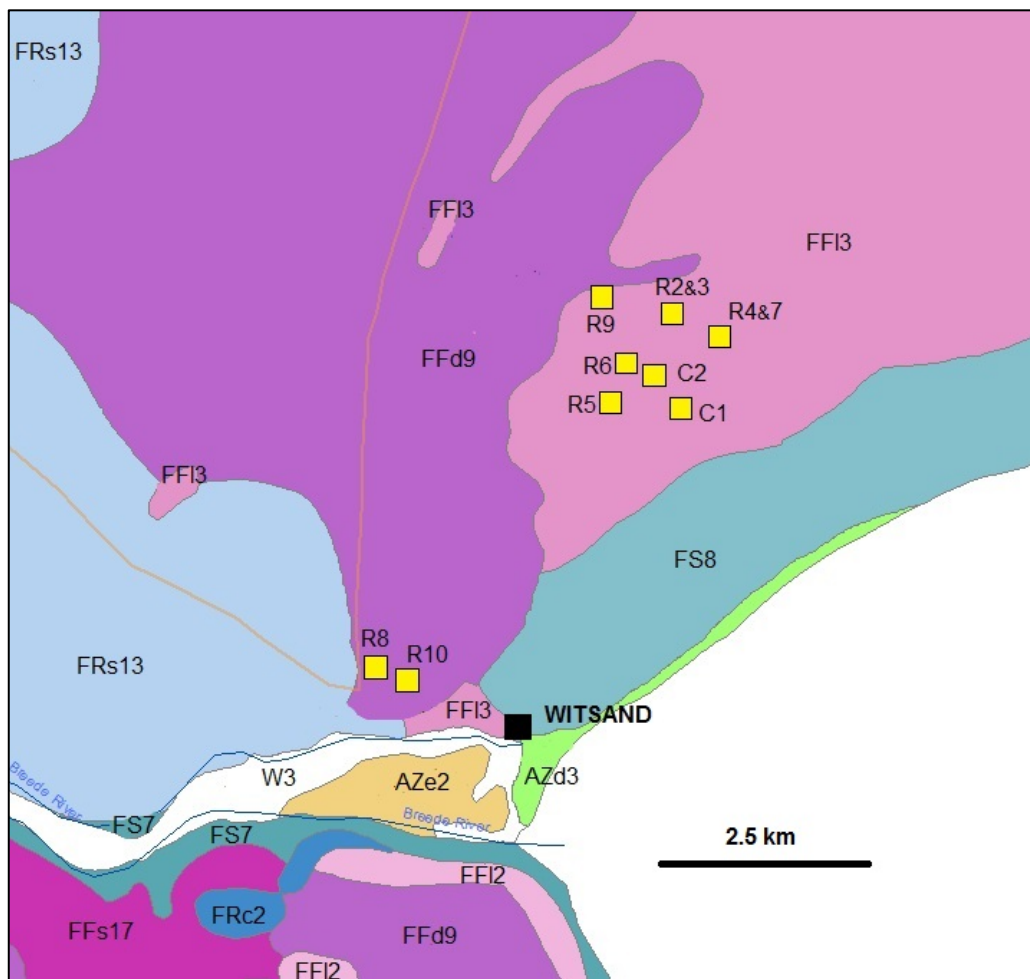 FRs13
FFl3
FFl3
R2&3
R9
R4&7
FFd9
R6
C2
R5
C1
FFl3
FS8
R8
R10
FRs13
FFl3
WITSAND
W3
AZe2
AZd3
Breede River
Breede River
FS7
FS7
2.5 km
FFl2
FRc2
FFs17
FFd9
FFl2